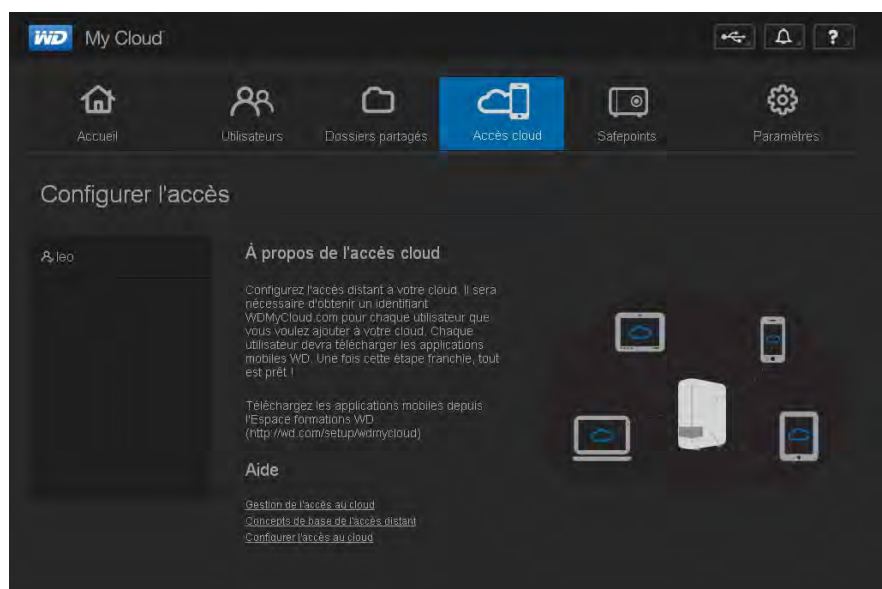 WD My Cloud
?
Accueil
Utilisateurs
Dossiers partagés
Accès cloud
Safepoints
Paramètres
Configurer l'accès
leo
À propos de l'accès cloud
Configurez l'accès distant à votre cloud. Il sera
nécessaire d'obtenir un identifiant
WDMyCloud.com pour chaque utilisateur que
vous voulez ajouter à votre cloud. Chaque
utilisateur devra télécharger les applications
mobiles WD. Une fois cette étape franchie, tout
est prêt !
Téléchargez les applications mobiles depuis
l'Espace formations WD
(http://wd.com/setup/wdmycloud)
Aide
Gestion de l'accès au cloud
Concepts de base de l'accès distant
Configurer l'accès au cloud